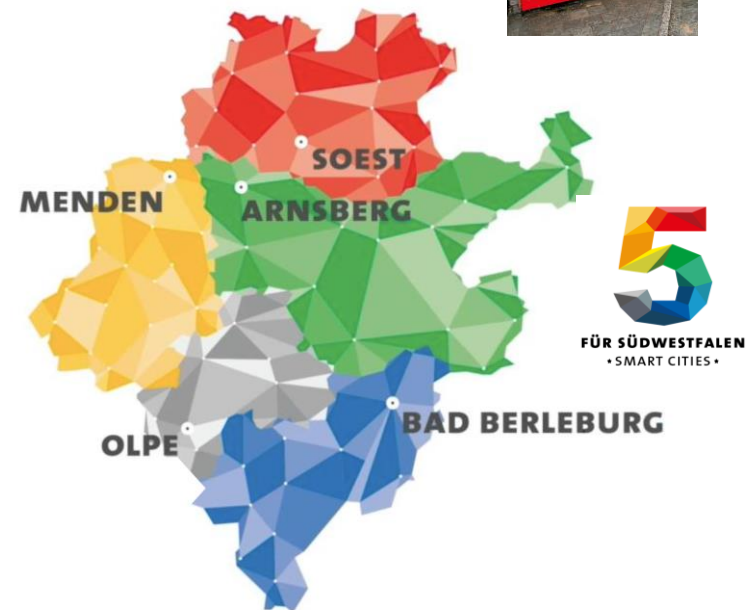 SOEST
MENDEN
ARNSBERG
5
FÜR SÜDWESTFALEN
• SMART CITIES •
BAD BERLEBURG
OLPE